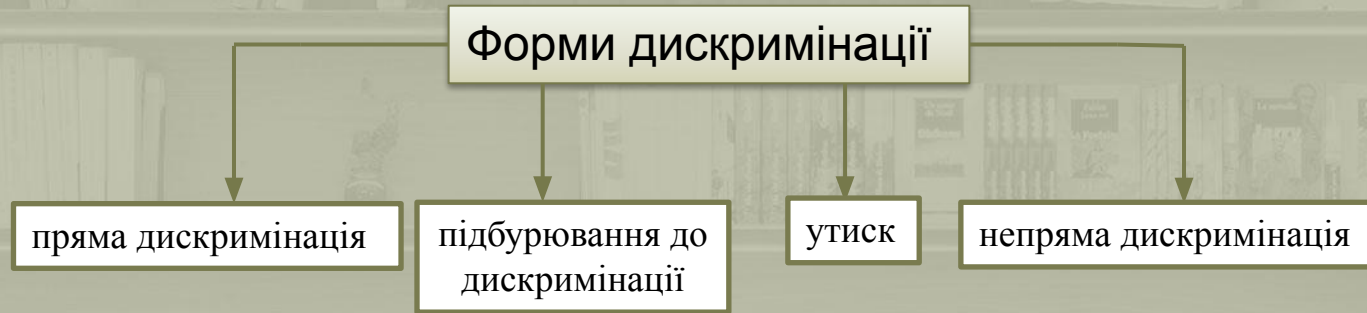 Форми дискримінації
пряма дискримінація
підбурювання до
дискримінації
утиск
непряма дискримінація